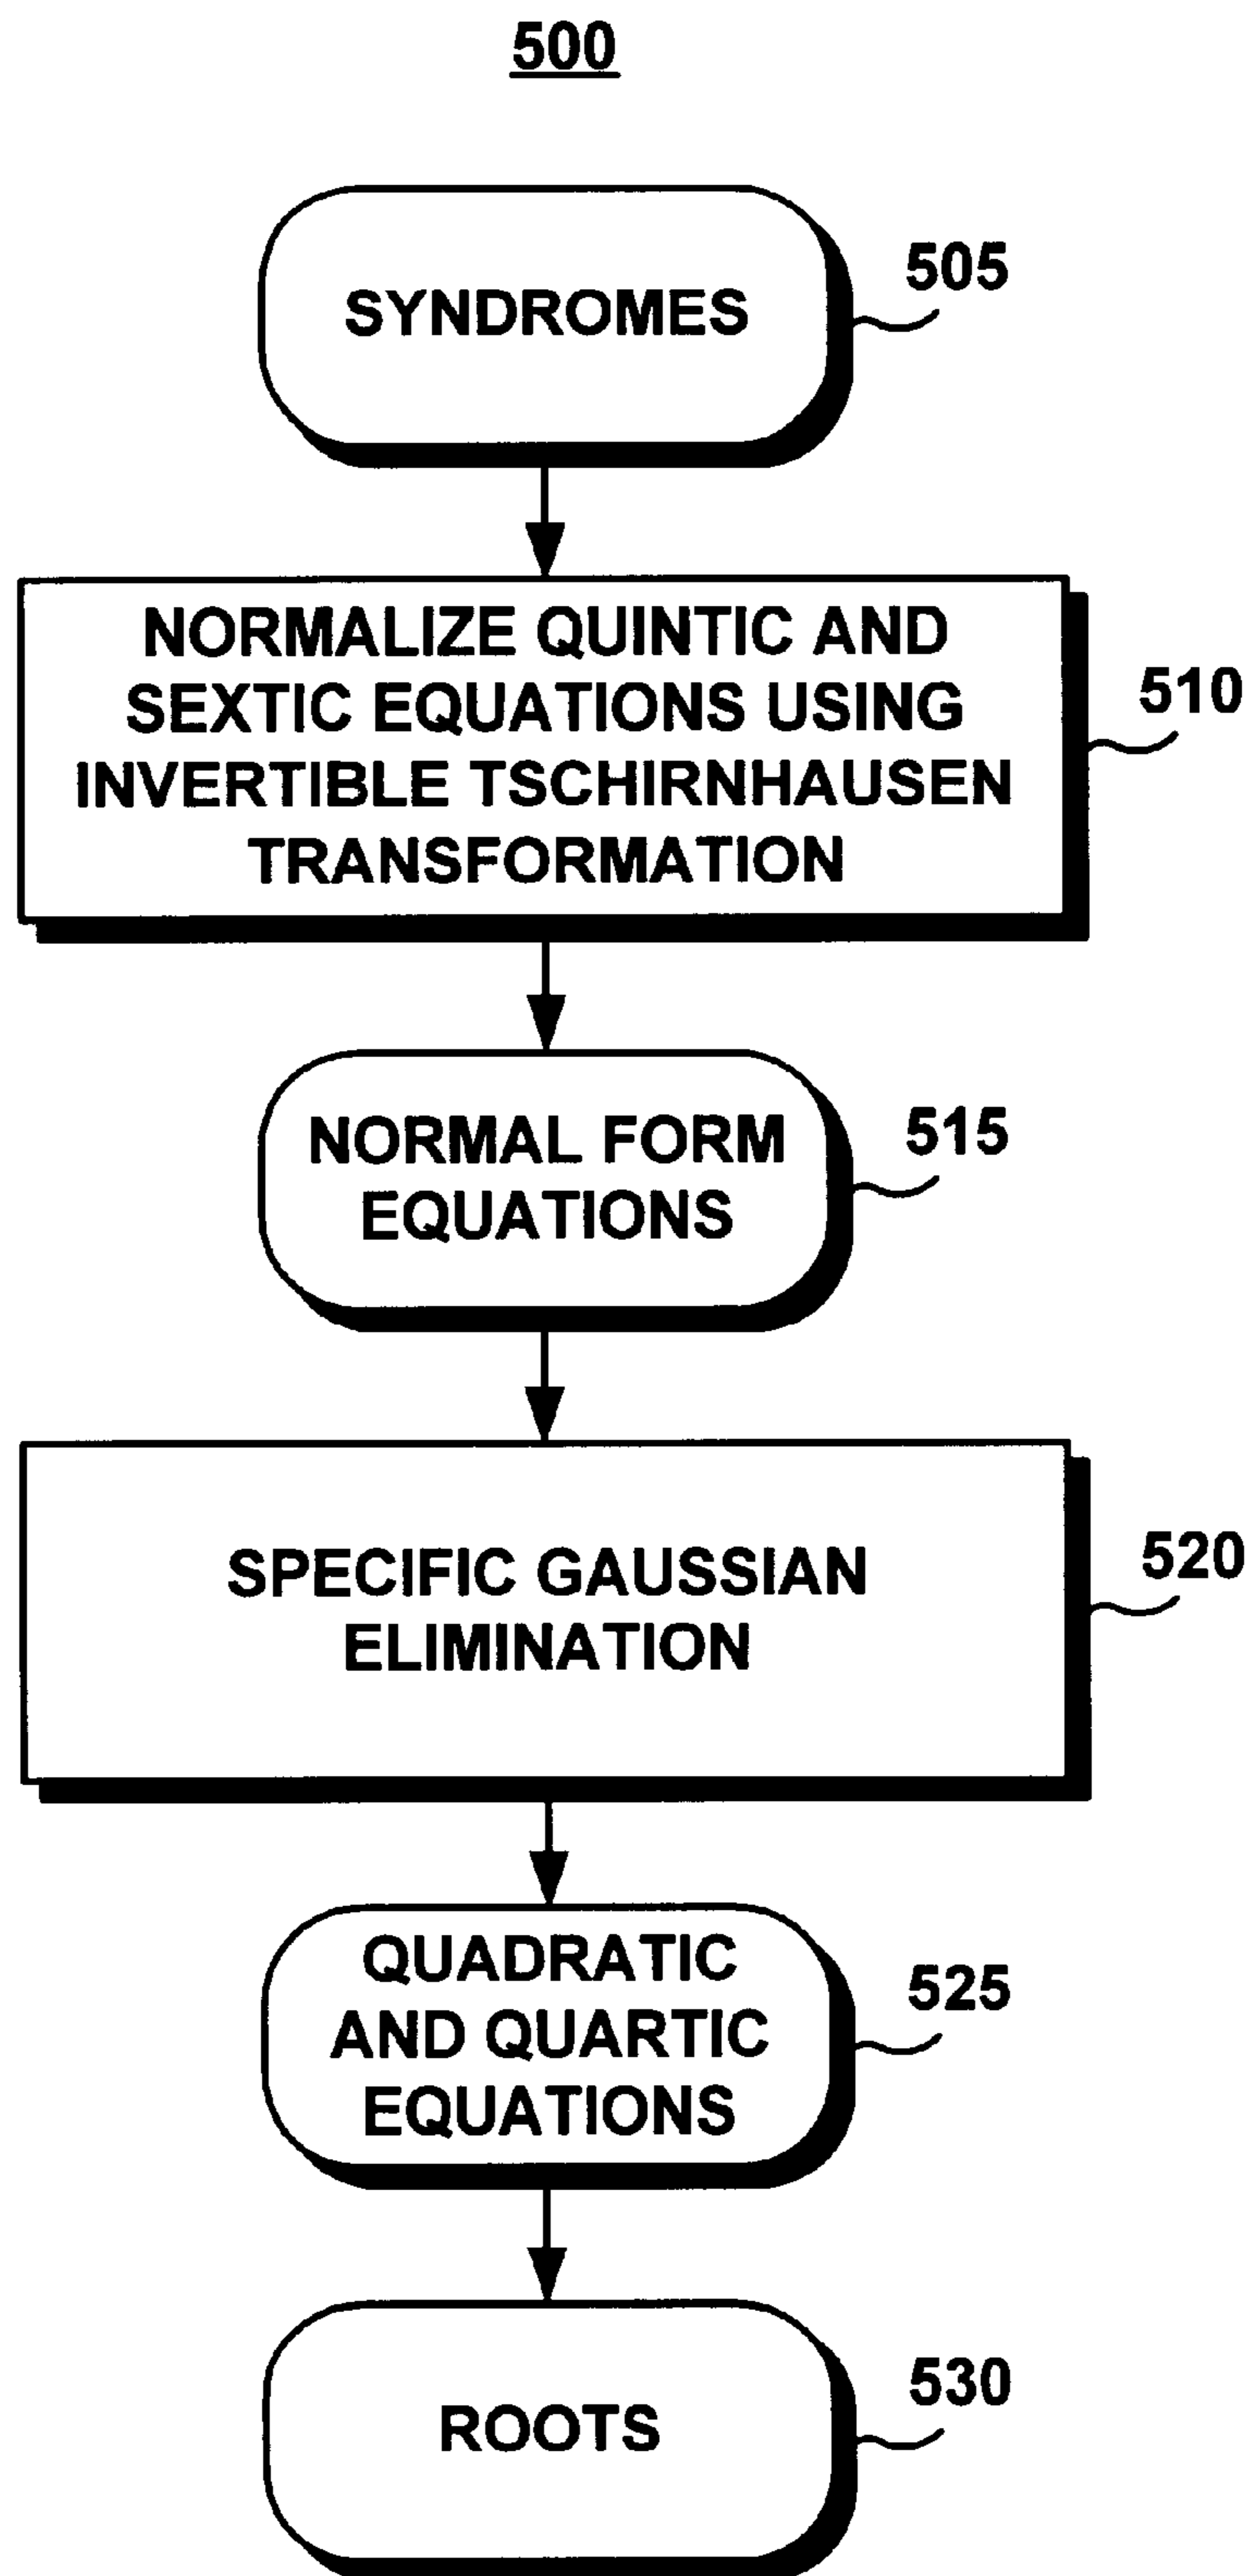 500
SYNDROMES
505
NORMALIZE QUINTIC AND
SEXTIC EQUATIONS USING
INVERTIBLE TSCHIRNHAUSEN
TRANSFORMATION
510
NORMAL FORM
EQUATIONS
515
SPECIFIC GAUSSIAN
ELIMINATION
520
QUADRATIC
AND QUARTIC
EQUATIONS
525
ROOTS
530